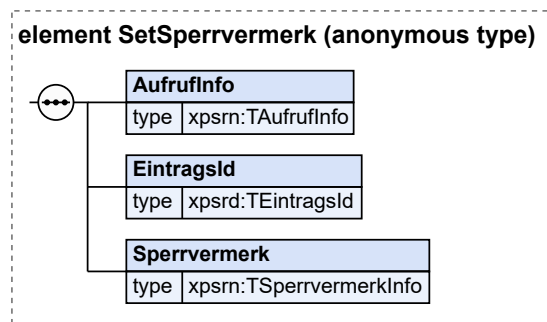 element SetSperrvermerk (anonymous type)
AufrufInfo
type xpsrn:TAufrufInfo
EintragsId
type xpsrd:TEintragsId
Sperrvermerk
type xpsrn:TSperrvermerkInfo